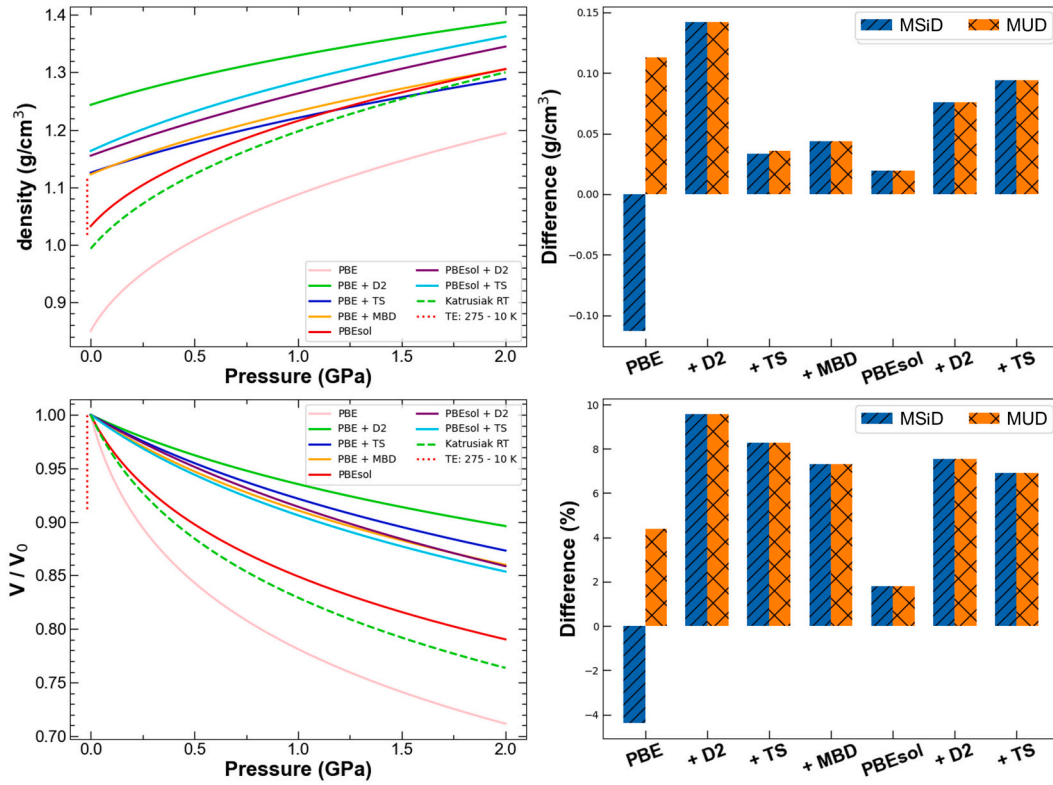 1.4
1.3
1.2
1.1
1.0
0.9
density (g/cm³)
0.0
0.5
1.0
1.5
2.0
Pressure (GPa)
PBE
PBE + D2
PBE + TS
PBE + MBD
PBEsol
PBEsol + D2
PBEsol + TS
Katrusiak RT
TE: 275 - 10 K
0.15
0.10
0.05
0.00
−0.05
−0.10
Difference (g/cm³)
MSiD
MUD
PBE
+ D2
+ TS
+ MBD
PBEsol
+ D2
+ TS
1.00
0.95
0.90
0.85
0.80
0.75
0.70
V / V₀
0.0
0.5
1.0
1.5
2.0
Pressure (GPa)
PBE
PBE + D2
PBE + TS
PBE + MBD
PBEsol
PBEsol + D2
PBEsol + TS
Katrusiak RT
TE: 275 - 10 K
10
8
6
4
2
0
−2
−4
Difference (%)
MSiD
MUD
PBE
+ D2
+ TS
+ MBD
PBEsol
+ D2
+ TS